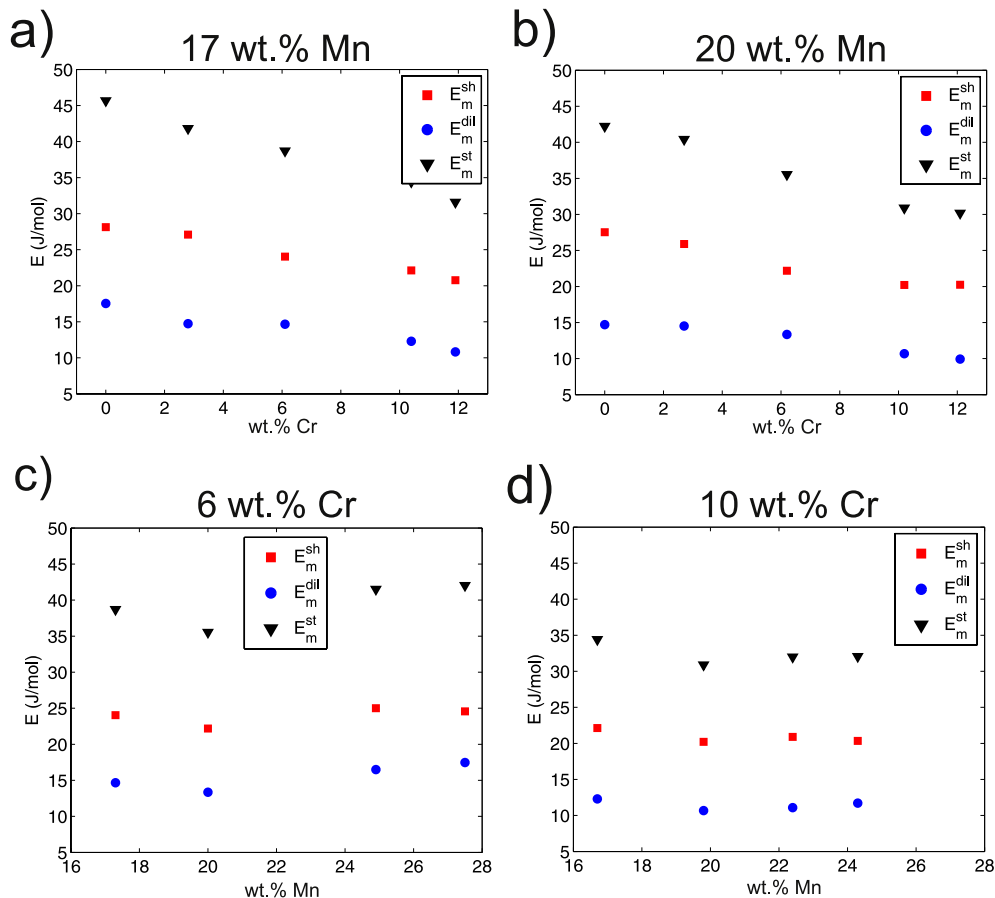 a)
17 wt.% Mn
50
45
40
35
30
25
20
15
10
5
E (J/mol)
0 2 4 6 8 10 12
wt.% Cr
E_m^sh
E_m^dil
E_m^st
b)
20 wt.% Mn
50
45
40
35
30
25
20
15
10
5
E (J/mol)
0 2 4 6 8 10 12
wt.% Cr
E_m^sh
E_m^dil
E_m^st
c)
6 wt.% Cr
50
45
40
35
30
25
20
15
10
5
E (J/mol)
16 18 20 22 24 26 28
wt.% Mn
E_m^sh
E_m^dil
E_m^st
d)
10 wt.% Cr
50
45
40
35
30
25
20
15
10
5
E (J/mol)
16 18 20 22 24 26 28
wt.% Mn
E_m^sh
E_m^dil
E_m^st